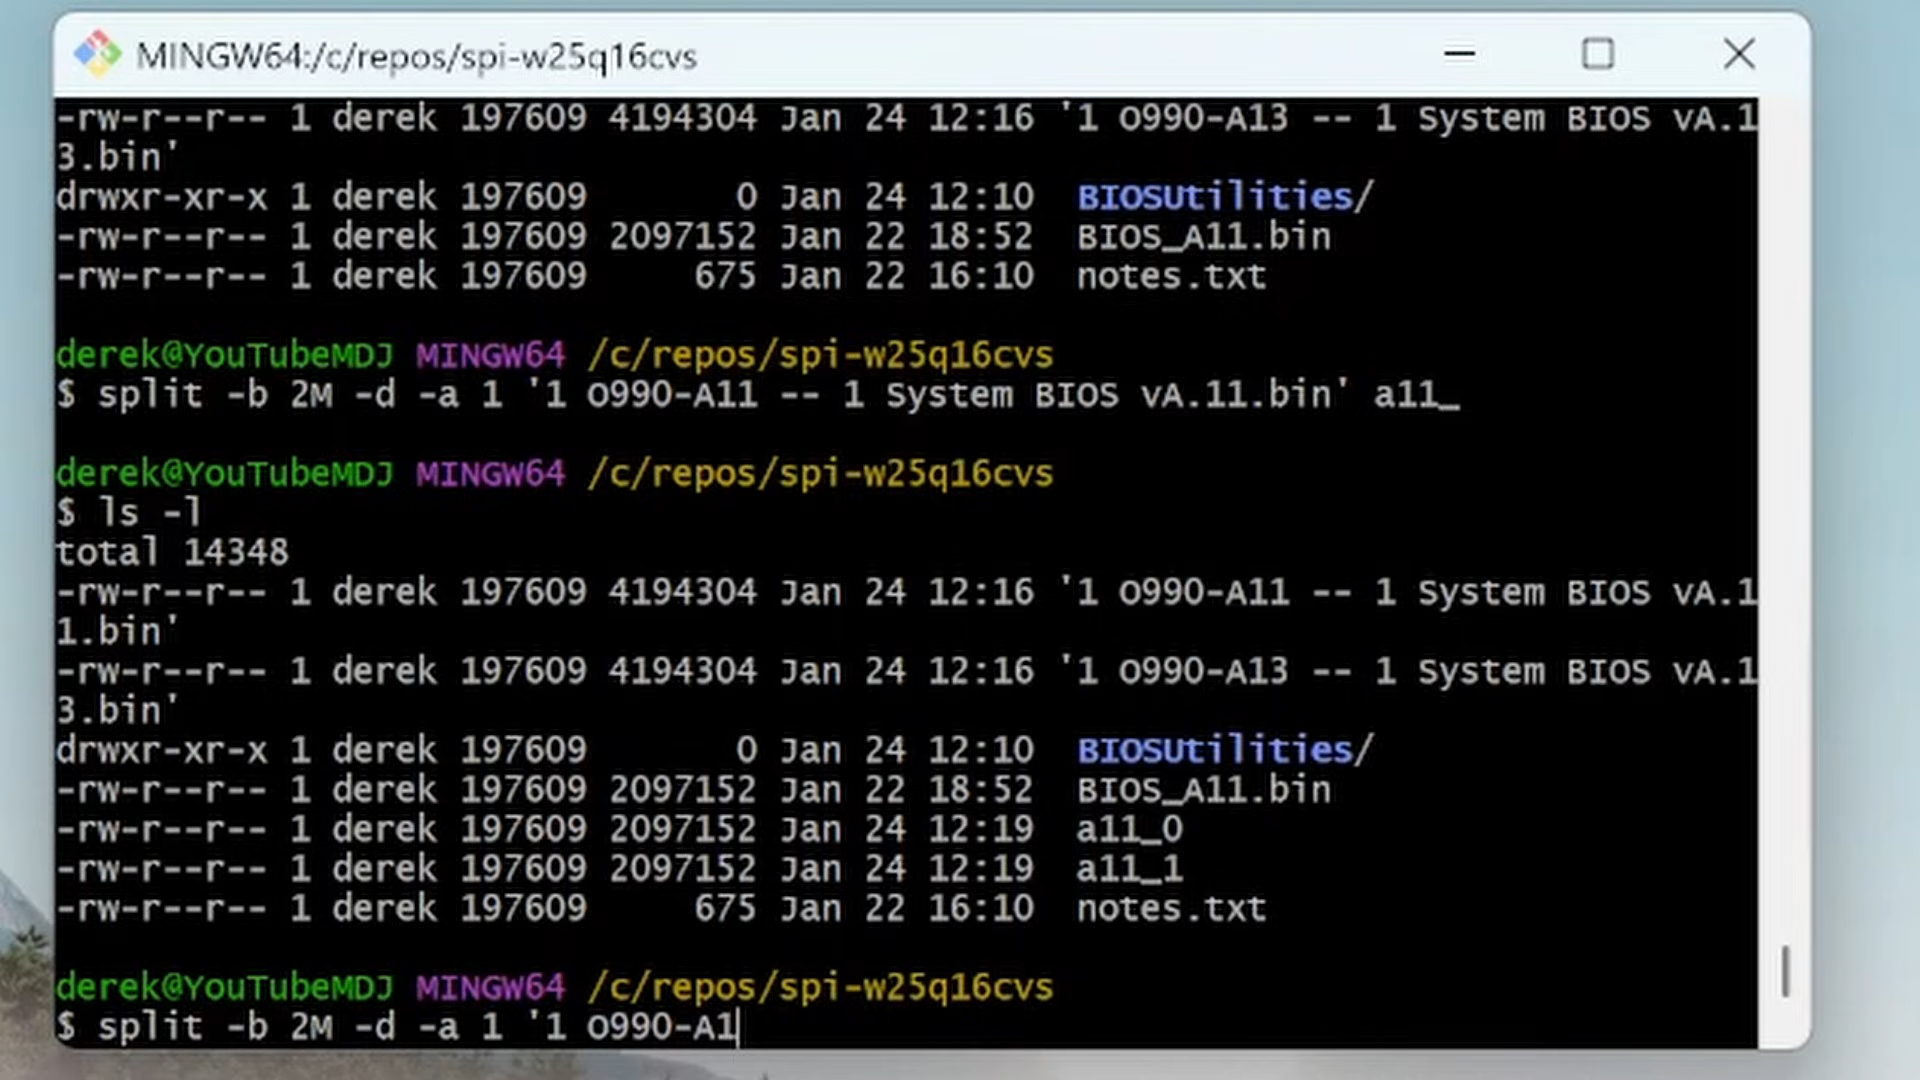 MINGW64:/c/repos/spi-w25q16cvs
-rw-r--r-- 1 derek 197609 4194304 Jan 24 12:16 '1 O990-A13 -- 1 System BIOS vA.1
3.bin'
drwxr-xr-x 1 derek 197609       0 Jan 24 12:10  BIOSUtilities/
-rw-r--r-- 1 derek 197609 2097152 Jan 22 18:52  BIOS_A11.bin
-rw-r--r-- 1 derek 197609     675 Jan 22 16:10  notes.txt
derek@YouTubeMDJ MINGW64 /c/repos/spi-w25q16cvs
$ split -b 2M -d -a 1 '1 O990-A11 -- 1 System BIOS vA.11.bin' a11_
derek@YouTubeMDJ MINGW64 /c/repos/spi-w25q16cvs
$ ls -l
total 14348
-rw-r--r-- 1 derek 197609 4194304 Jan 24 12:16 '1 O990-A11 -- 1 System BIOS vA.1
1.bin'
-rw-r--r-- 1 derek 197609 4194304 Jan 24 12:16 '1 O990-A13 -- 1 System BIOS vA.1
3.bin'
drwxr-xr-x 1 derek 197609       0 Jan 24 12:10  BIOSUtilities/
-rw-r--r-- 1 derek 197609 2097152 Jan 22 18:52  BIOS_A11.bin
-rw-r--r-- 1 derek 197609 2097152 Jan 24 12:19  a11_0
-rw-r--r-- 1 derek 197609 2097152 Jan 24 12:19  a11_1
-rw-r--r-- 1 derek 197609     675 Jan 22 16:10  notes.txt
derek@YouTubeMDJ MINGW64 /c/repos/spi-w25q16cvs
$ split -b 2M -d -a 1 '1 O990-A1